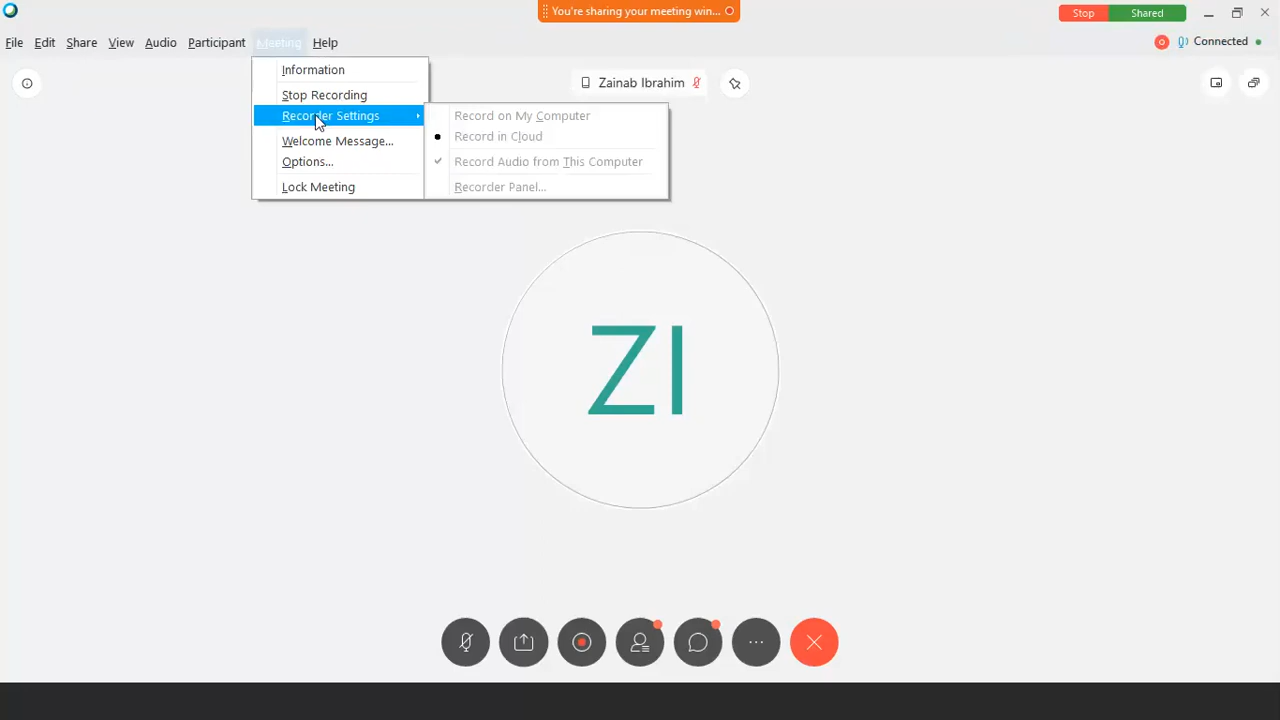 You're sharing your meeting win...
Stop Shared
File Edit Share View Audio Participant Meeting Help
Connected
Information
Zainab Ibrahim
Stop Recording
Recorder Settings
Record on My Computer
Record in Cloud
Welcome Message...
Options...
Record Audio from This Computer
Lock Meeting
Recorder Panel...
ZI